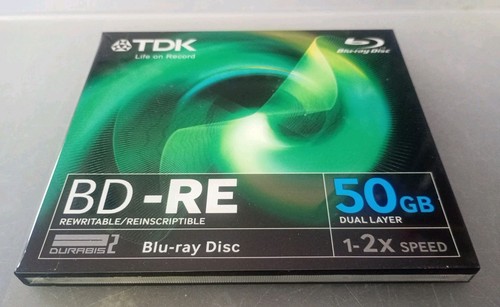 TDK
Life on Record
Blu-ray Disc
BD-RE
REWRITABLE/REINSCRIPTIBLE
50GB
DUAL LAYER
DURABIS2
Blu-ray Disc
1-2x SPEED